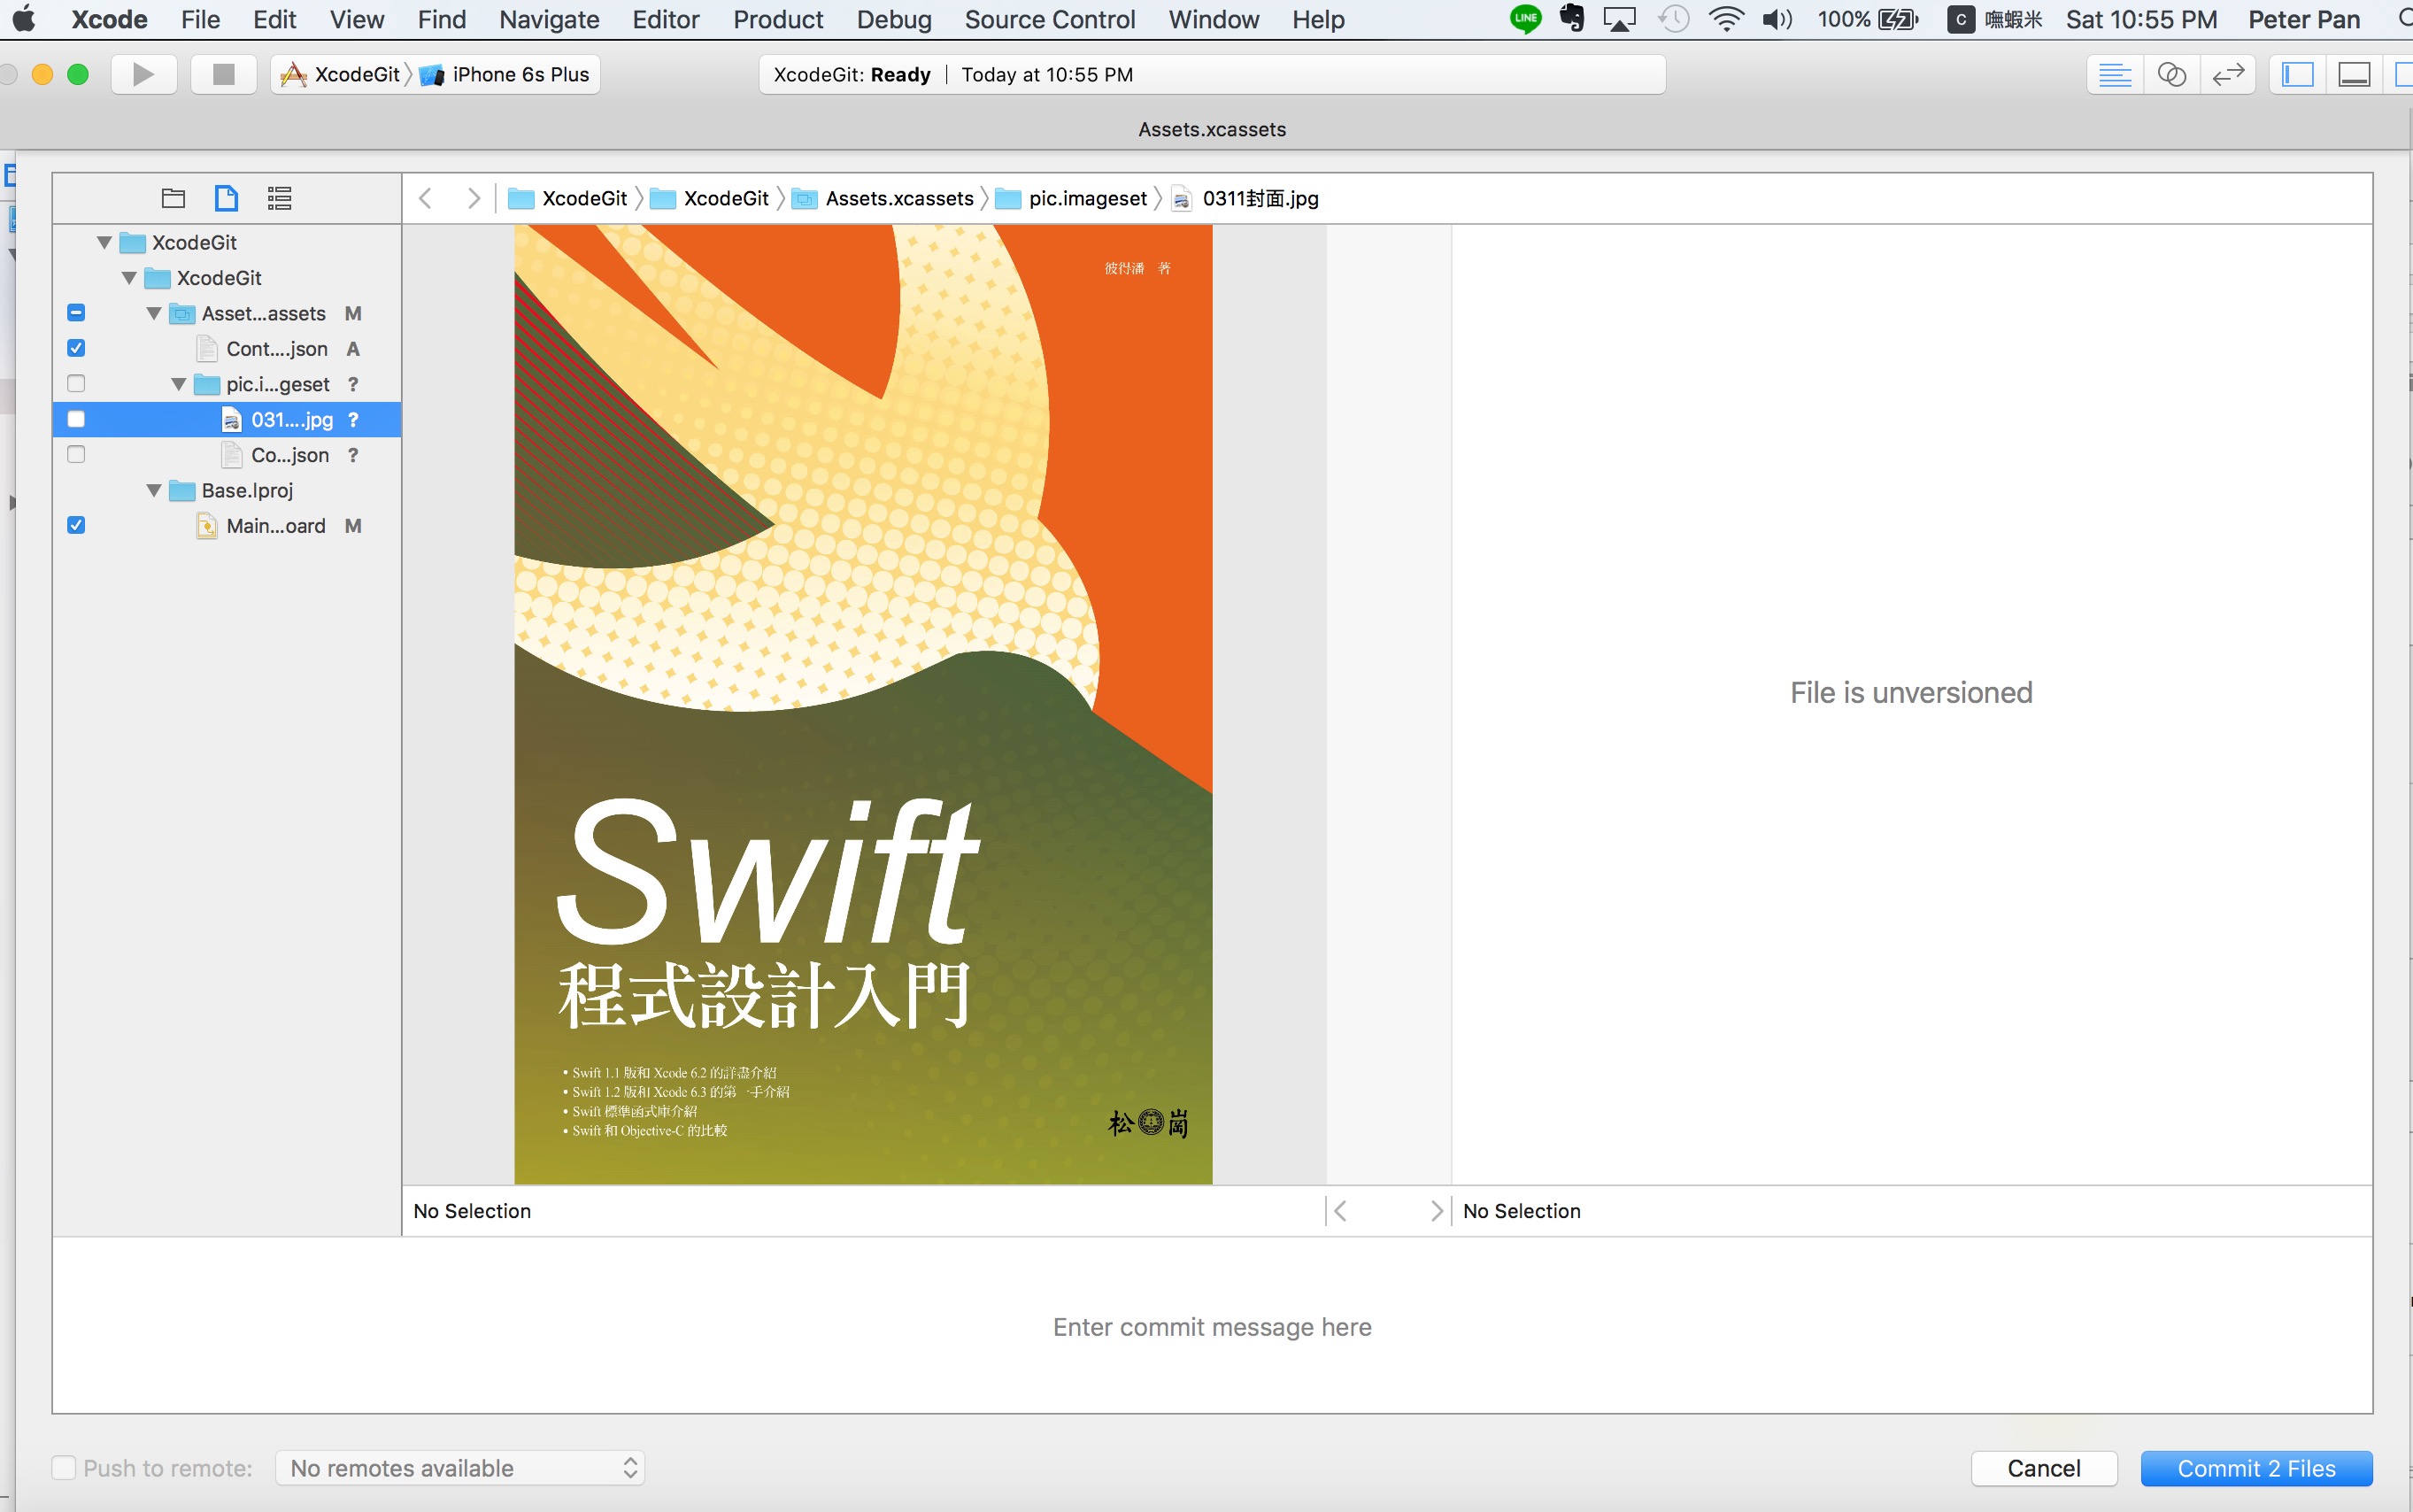 Xcode File Edit View Find Navigate Editor Product Debug Source Control Window Help LINE 100% C 嘸蝦米 Sat 10:55 PM Peter Pan
XcodeGit iPhone 6s Plus XcodeGit: Ready | Today at 10:55 PM
Assets.xcassets
XcodeGit XcodeGit Assets.xcassets pic.imageset 0311封面.jpg
XcodeGit
XcodeGit
Asset...assets M
Cont....json A
pic.i...geset ?
031....jpg ?
Co...json ?
Base.lproj
Main...oard M
彼得潘 著
Swift
程式設計入門
• Swift 1.1 版和 Xcode 6.2 的詳盡介紹
• Swift 1.2 版和 Xcode 6.3 的第一手介紹
• Swift 標準函式庫介紹
• Swift 和 Objective-C 的比較
松崗
File is unversioned
No Selection
No Selection
Enter commit message here
Push to remote: No remotes available Cancel Commit 2 Files